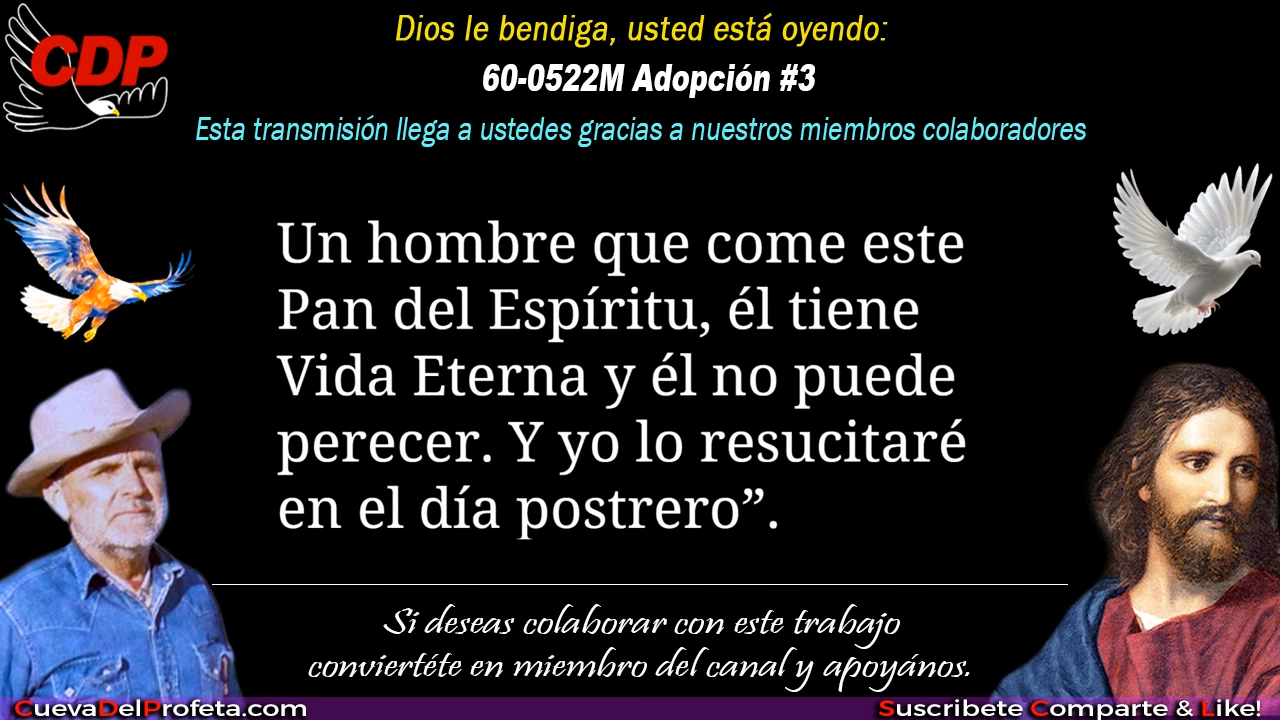 CDP
Dios le bendiga, usted está oyendo:
60-0522M Adopción #3
Esta transmisión llega a ustedes gracias a nuestros miembros colaboradores
Un hombre que come este
Pan del Espíritu, él tiene
Vida Eterna y él no puede
perecer. Y yo lo resucitaré
en el día postrero”.
Si deseas colaborar con este trabajo
conviertéte en miembro del canal y apoyános.
CuevaDelProfeta.com
Suscribete Comparte & Like!